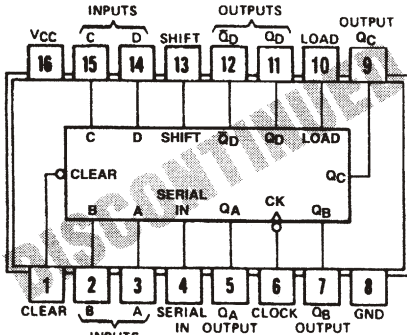 INPUTS OUTPUTS OUTPUT
VCC C D SHIFT Q̅D QD LOAD QC
16 15 14 13 12 11 10 9
C D SHIFT Q̅D QD LOAD
CLEAR QC
SERIAL
IN
CK
B A QA QB
DISCONTINUED
1 2 3 4 5 6 7 8
CLEAR B A SERIAL QA CLOCK QB GND
INPUTS IN OUTPUT OUTPUT